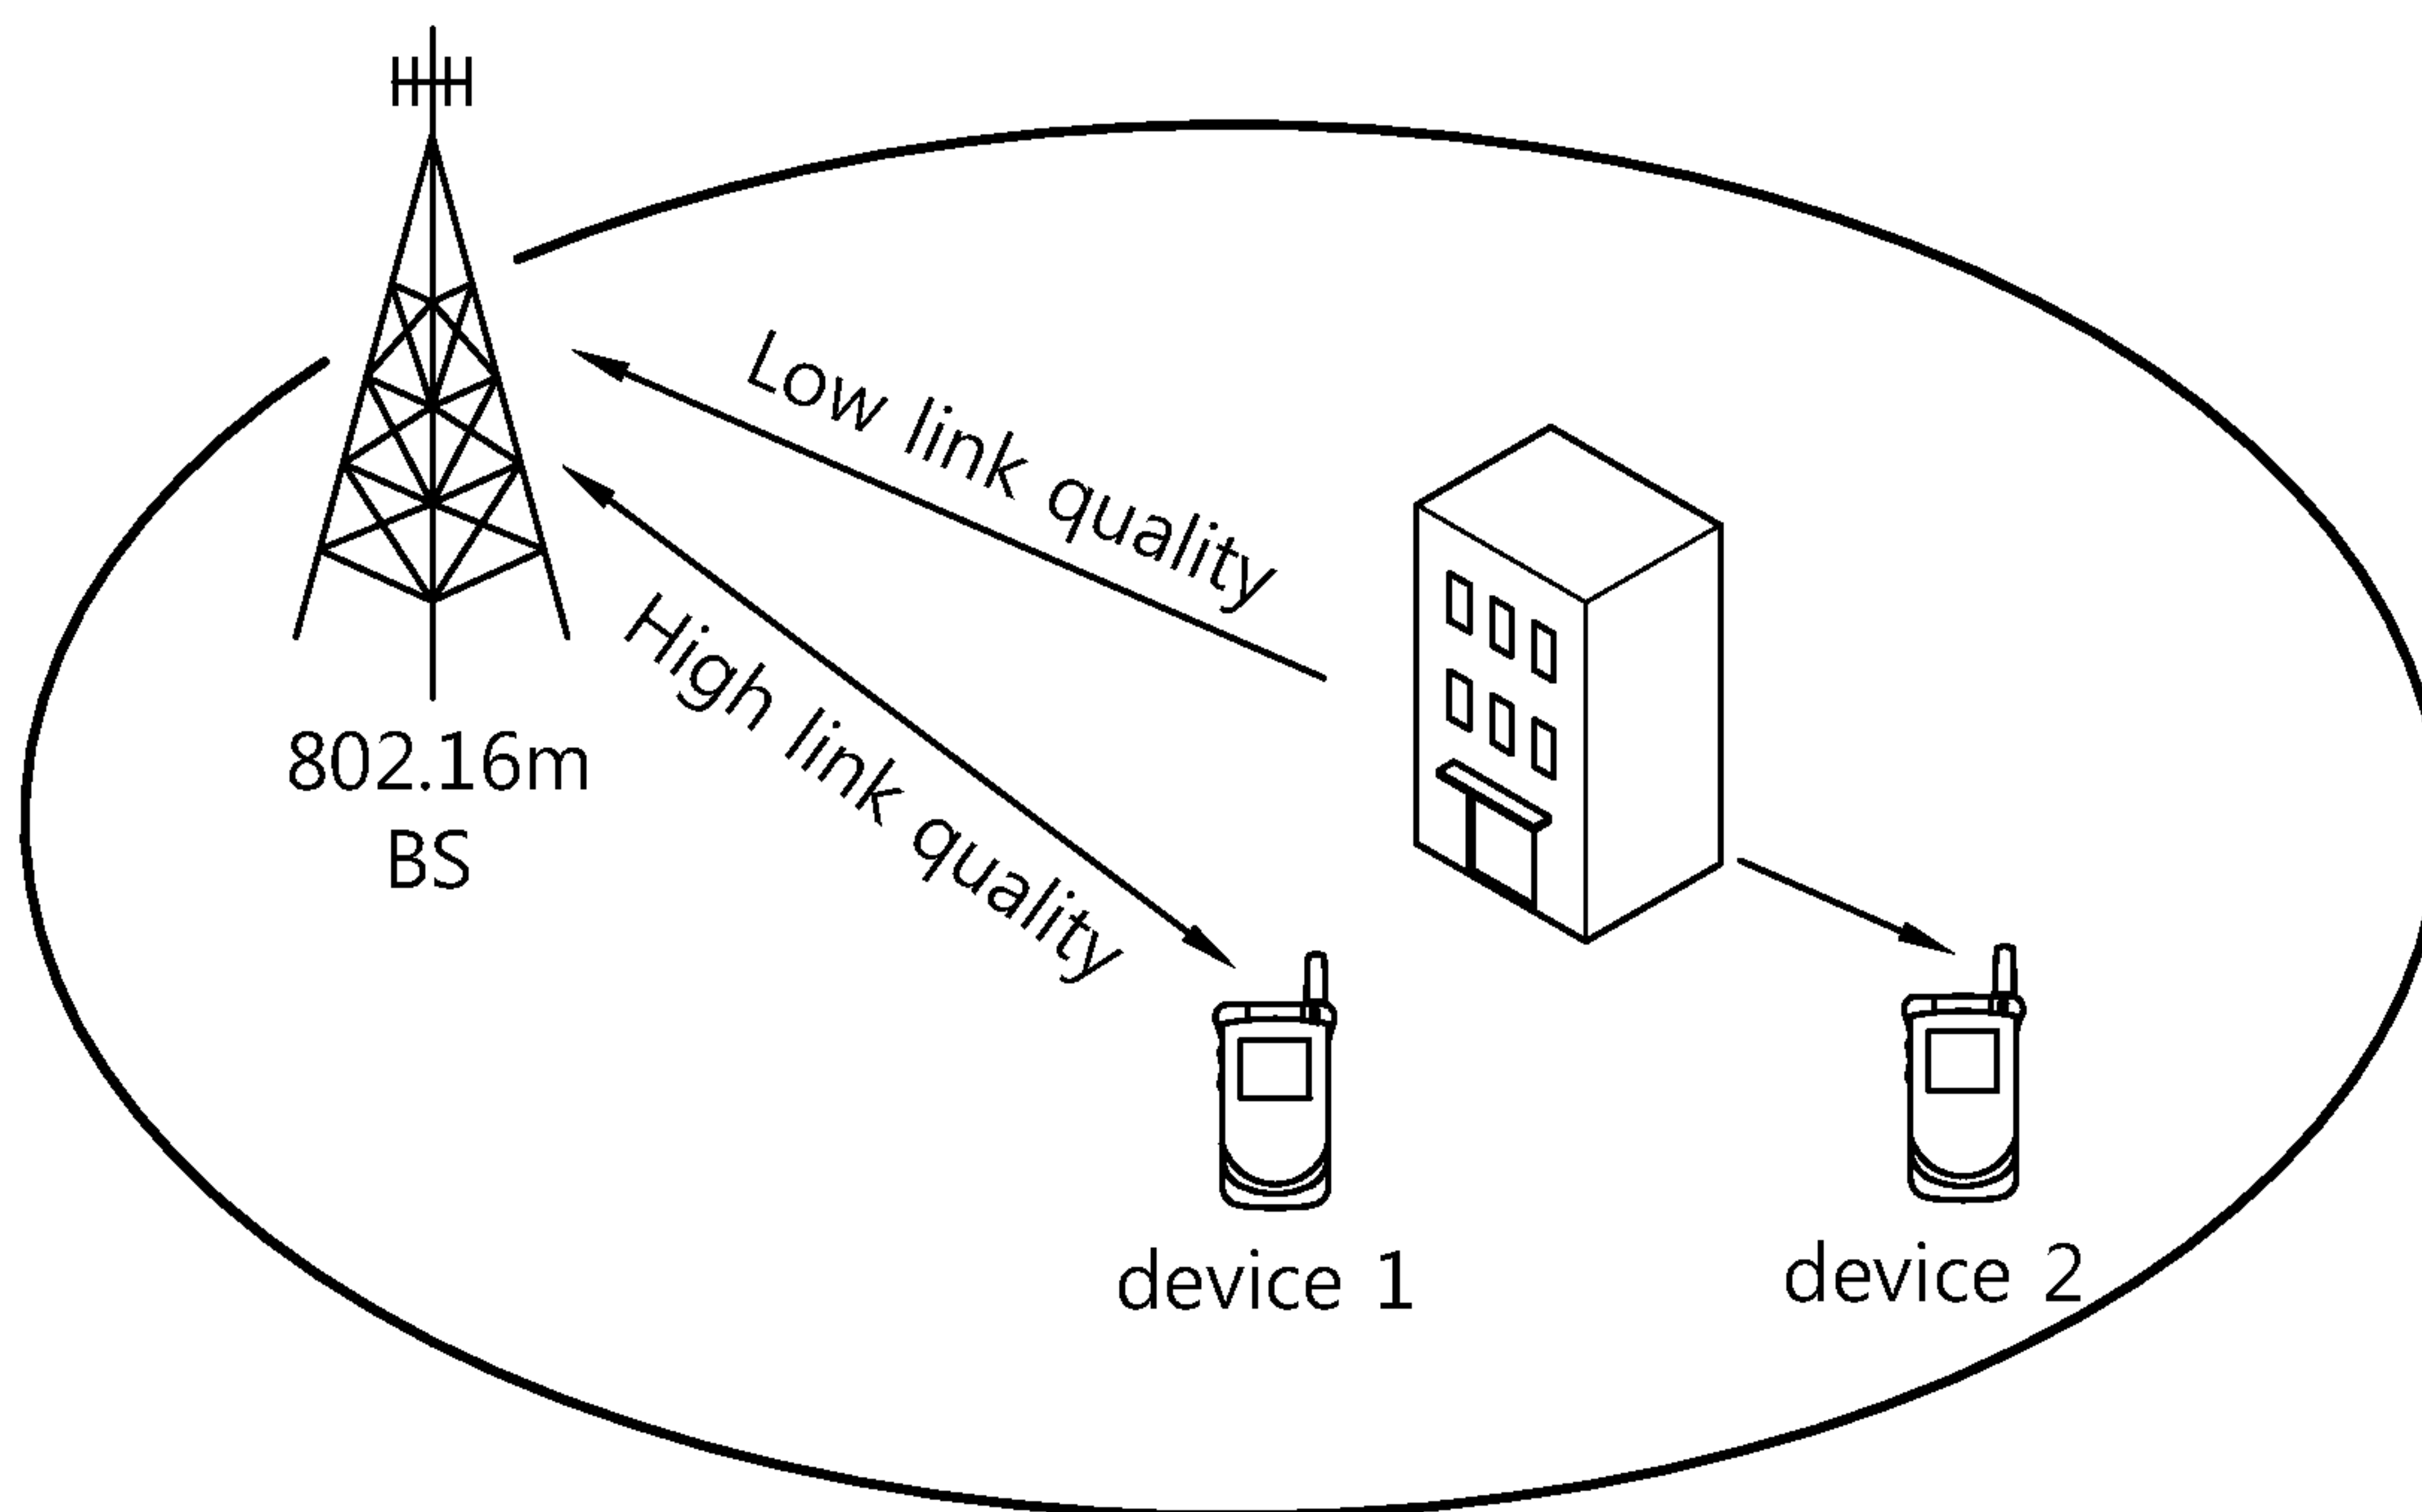 Low link quality
High link quality
802.16m
BS
device 1
device 2